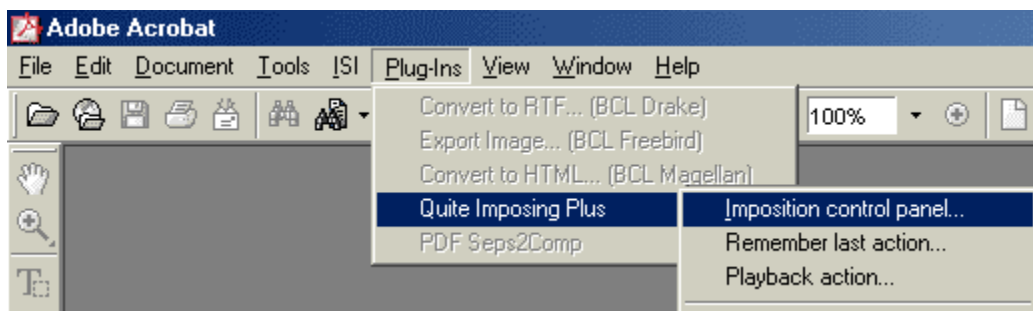 Adobe Acrobat
File Edit Document Tools ISI Plug-Ins View Window Help
Convert to RTF... (BCL Drake)
100%
Export Image... (BCL Freebird)
Convert to HTML... (BCL Magellan)
Quite Imposing Plus
Imposition control panel...
PDF Seps2Comp
Remember last action...
Playback action...